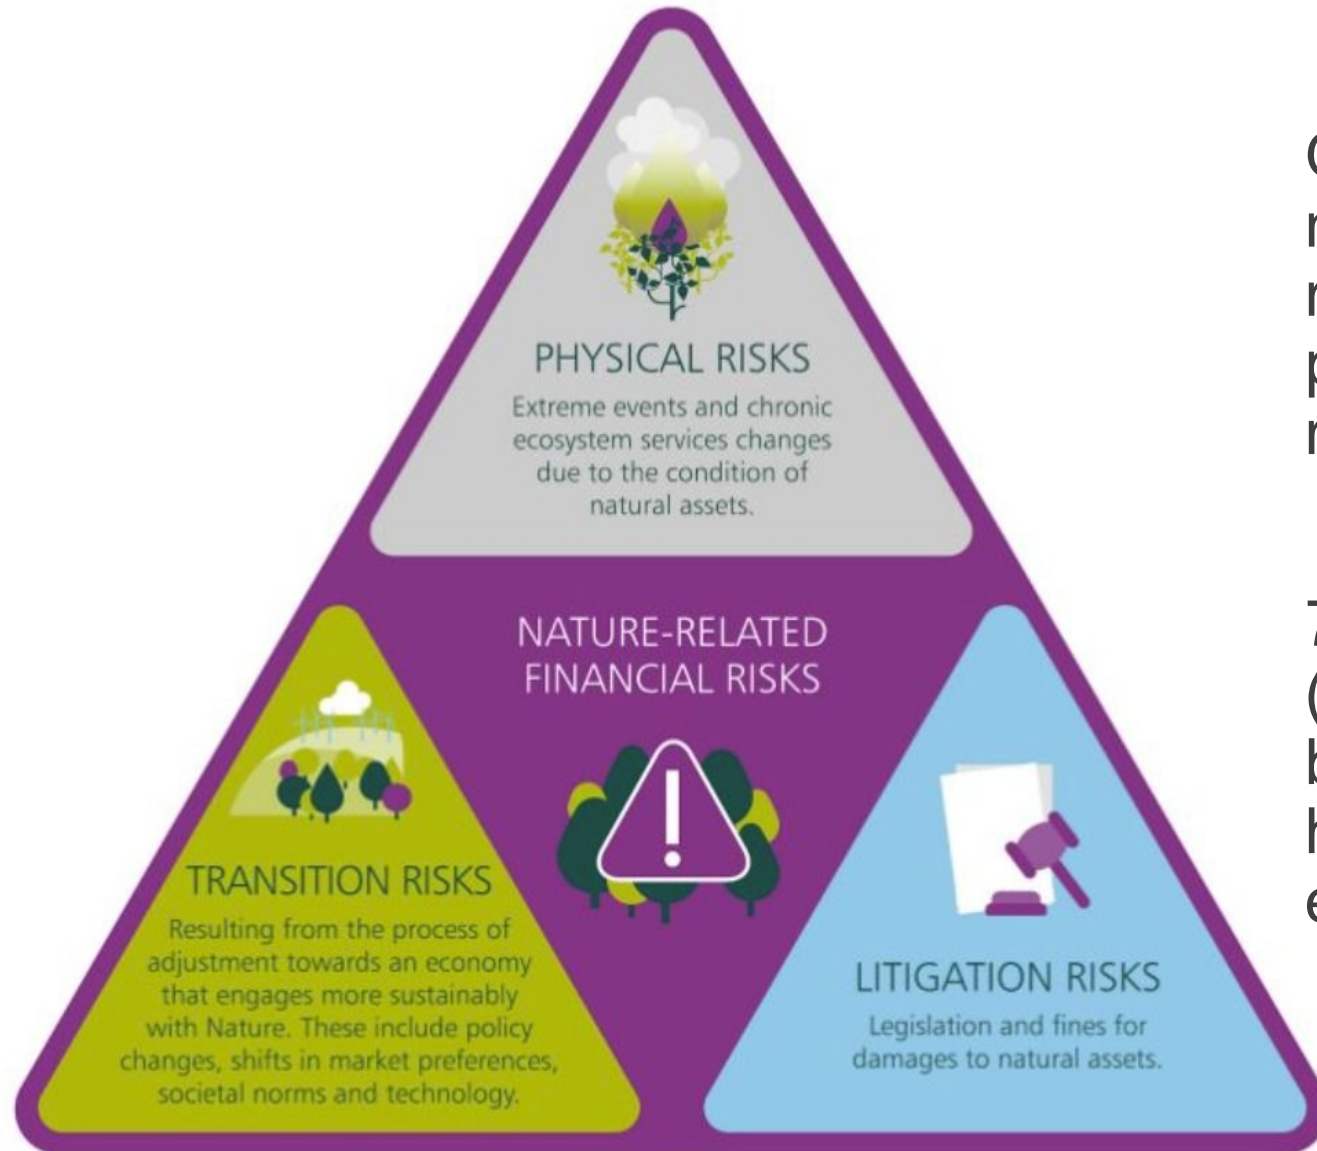 PHYSICAL RISKS
Extreme events and chronic
ecosystem services changes
due to the condition of
natural assets.
NATURE-RELATED
FINANCIAL RISKS
TRANSITION RISKS
Resulting from the process of
adjustment towards an economy
that engages more sustainably
with Nature. These include policy
changes, shifts in market preferences,
societal norms and technology.
LITIGATION RISKS
Legislation and fines for
damages to natural assets.